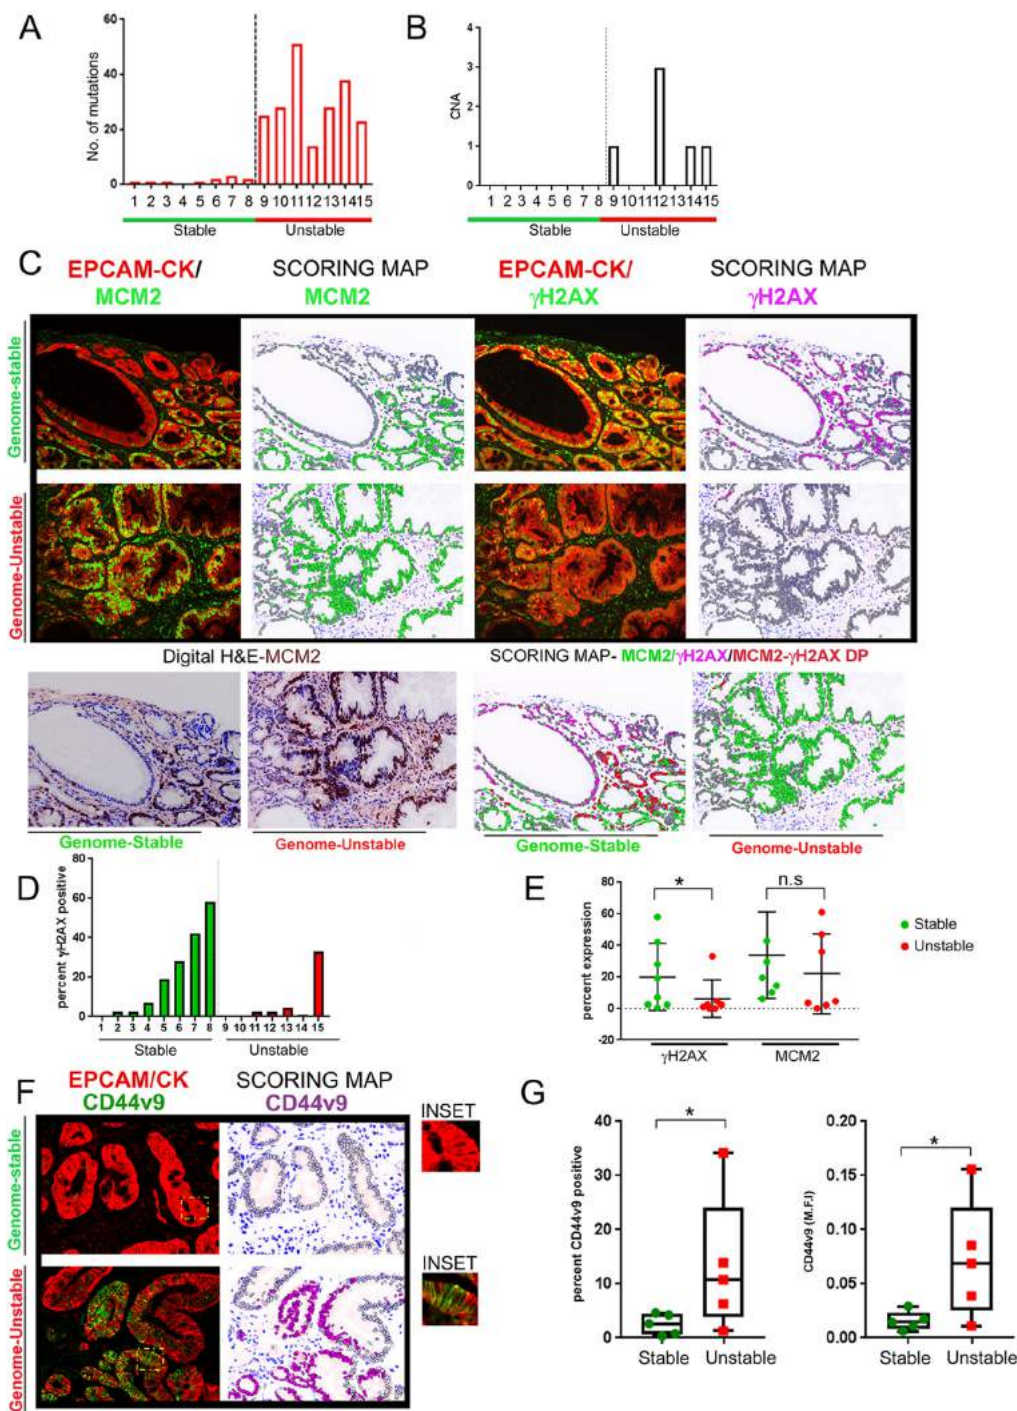 A
No. of mutations
60
40
20
0
1 2 3 4 5 6 7 8 9 10 11 12 13 14 15
Stable Unstable
B
CNA
4
3
2
1
0
1 2 3 4 5 6 7 8 9 10 11 12 13 14 15
Stable Unstable
C
EPCAM-CK/ SCORING MAP EPCAM-CK/ SCORING MAP
MCM2 MCM2 γH2AX γH2AX
Genome-stable
Genome-Unstable
Digital H&E-MCM2
SCORING MAP- MCM2/γH2AX/MCM2-γH2AX DP
Genome-Stable Genome-Unstable Genome-Stable Genome-Unstable
D
percent γH2AX positive
80
60
40
20
0
1 2 3 4 5 6 7 8 9 10 11 12 13 14 15
Stable Unstable
E
percent expression
80
60
40
20
0
-20
* n.s
γH2AX MCM2
Stable
Unstable
F
EPCAM/CK SCORING MAP
CD44v9 CD44v9
Genome-stable
Genome-Unstable
INSET
INSET
G
percent CD44v9 positive
40
30
20
10
0
*
Stable Unstable
CD44v9 (M.F.I)
0.20
0.15
0.10
0.05
0.00
*
Stable Unstable